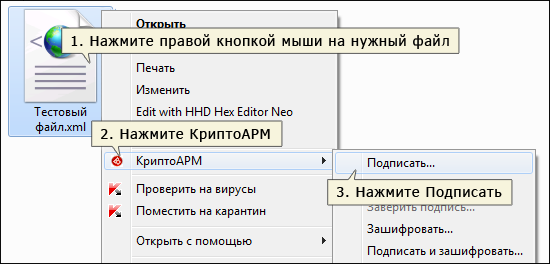 Открыть
1. Нажмите правой кнопкой мыши на нужный файл
Печать
Изменить
Edit with HHD Hex Editor Neo
Тестовый
файл.xml
2. Нажмите КриптоАРМ
КриптоАРМ
Подписать...
3. Нажмите Подписать
Проверить на вирусы
Поместить на карантин
Заверить подпись...
Открыть с помощью
Зашифровать...
Подписать и зашифровать...